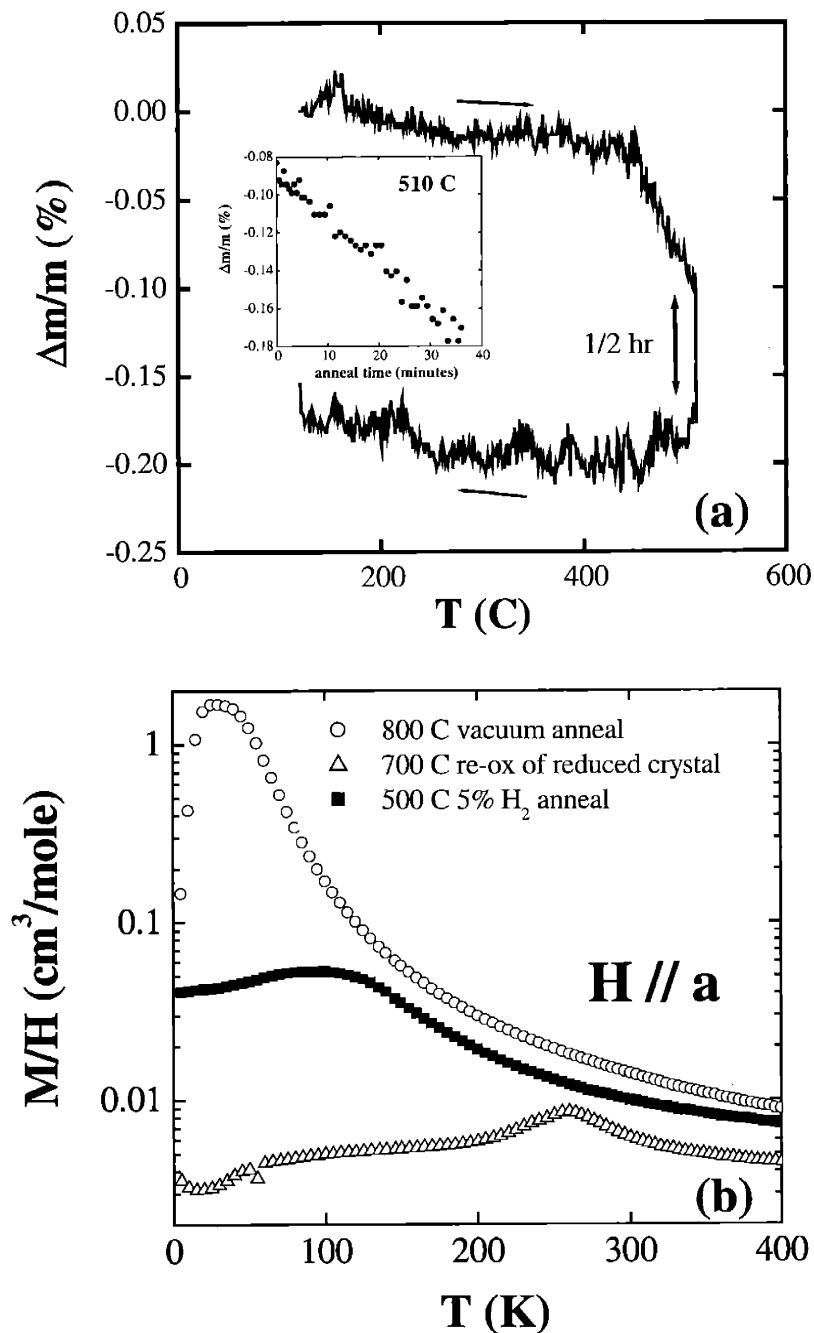 0.05
0.00
-0.05
-0.10
-0.15
-0.20
-0.25
Δm/m (%)
-0.08
-0.10
-0.12
-0.14
-0.16
-0.18
Δm/m (%)
510 C
0 10 20 30 40
anneal time (minutes)
1/2 hr
(a)
0 200 400 600
T (C)
1
0.1
0.01
M/H (cm³/mole)
○ 800 C vacuum anneal
△ 700 C re-ox of reduced crystal
■ 500 C 5% H₂ anneal
H // a
(b)
0 100 200 300 400
T (K)